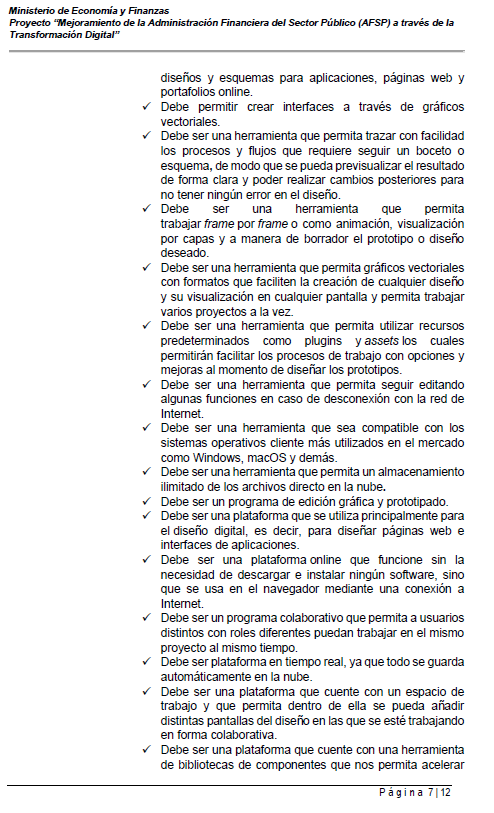 Ministerio de Economía y Finanzas
Proyecto “Mejoramiento de la Administración Financiera del Sector Público (AFSP) a través de la
Transformación Digital”
diseños y esquemas para aplicaciones, páginas web y
portafolios online.
✓ Debe permitir crear interfaces a través de gráficos
vectoriales.
✓ Debe ser una herramienta que permita trazar con facilidad
los procesos y flujos que requiere seguir un boceto o
esquema, de modo que se pueda previsualizar el resultado
de forma clara y poder realizar cambios posteriores para
no tener ningún error en el diseño.
✓ Debe ser una herramienta que permita
trabajar frame por frame o como animación, visualización
por capas y a manera de borrador el prototipo o diseño
deseado.
✓ Debe ser una herramienta que permita gráficos vectoriales
con formatos que faciliten la creación de cualquier diseño
y su visualización en cualquier pantalla y permita trabajar
varios proyectos a la vez.
✓ Debe ser una herramienta que permita utilizar recursos
predeterminados como plugins y assets los cuales
permitirán facilitar los procesos de trabajo con opciones y
mejoras al momento de diseñar los prototipos.
✓ Debe ser una herramienta que permita seguir editando
algunas funciones en caso de desconexión con la red de
Internet.
✓ Debe ser una herramienta que sea compatible con los
sistemas operativos cliente más utilizados en el mercado
como Windows, macOS y demás.
✓ Debe ser una herramienta que permita un almacenamiento
ilimitado de los archivos directo en la nube.
✓ Debe ser un programa de edición gráfica y prototipado.
✓ Debe ser una plataforma que se utiliza principalmente para
el diseño digital, es decir, para diseñar páginas web e
interfaces de aplicaciones.
✓ Debe ser una plataforma online que funcione sin la
necesidad de descargar e instalar ningún software, sino
que se usa en el navegador mediante una conexión a
Internet.
✓ Debe ser un programa colaborativo que permita a usuarios
distintos con roles diferentes puedan trabajar en el mismo
proyecto al mismo tiempo.
✓ Debe ser plataforma en tiempo real, ya que todo se guarda
automáticamente en la nube.
✓ Debe ser una plataforma que cuente con un espacio de
trabajo y que permita dentro de ella se pueda añadir
distintas pantallas del diseño en las que se esté trabajando
en forma colaborativa.
✓ Debe ser una plataforma que cuente con una herramienta
de bibliotecas de componentes que nos permita acelerar
Página 7|12